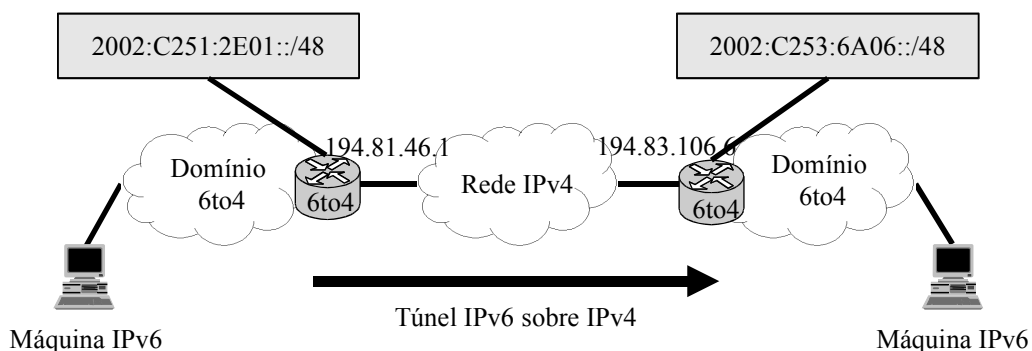 2002:C251:2E01::/48
2002:C253:6A06::/48
194.81.46.1
194.83.106.6
Domínio
6to4
6to4
Rede IPv4
6to4
Domínio
6to4
Túnel IPv6 sobre IPv4
Máquina IPv6
Máquina IPv6